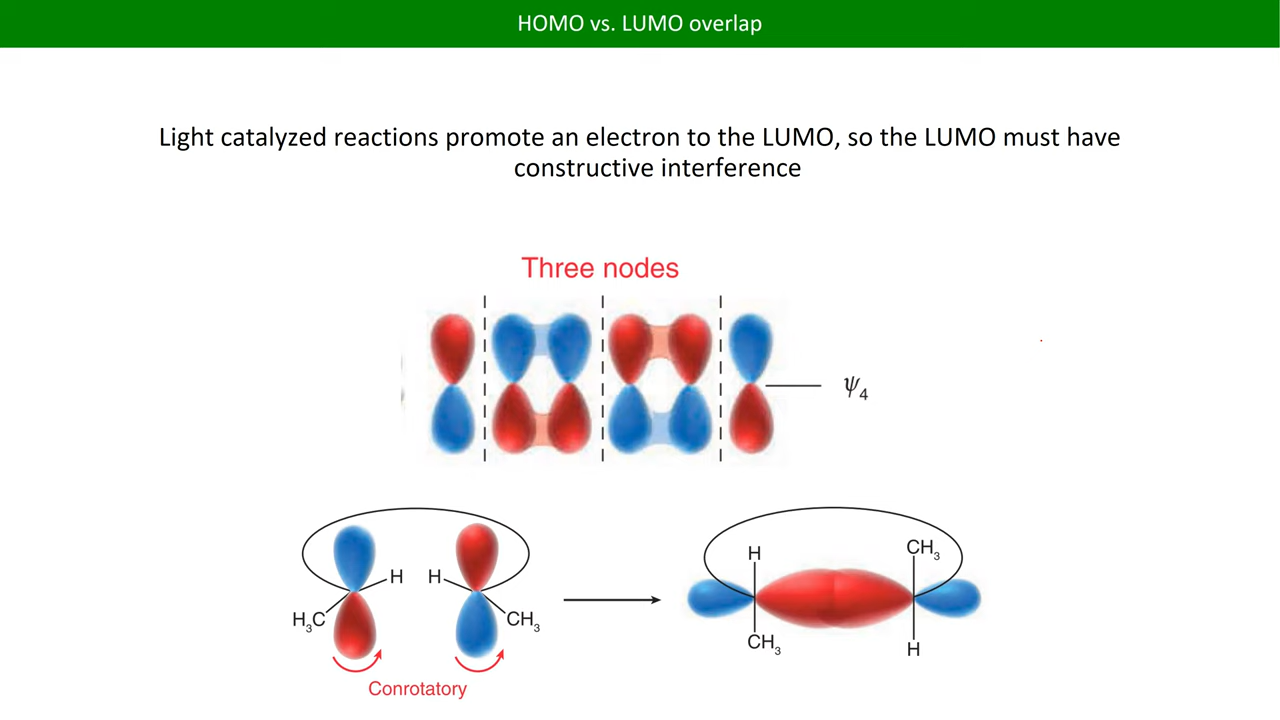 HOMO vs. LUMO overlap
Light catalyzed reactions promote an electron to the LUMO, so the LUMO must have
constructive interference
Three nodes
ψ₄
H H
H₃C CH₃
Conrotatory
H CH₃
CH₃ H